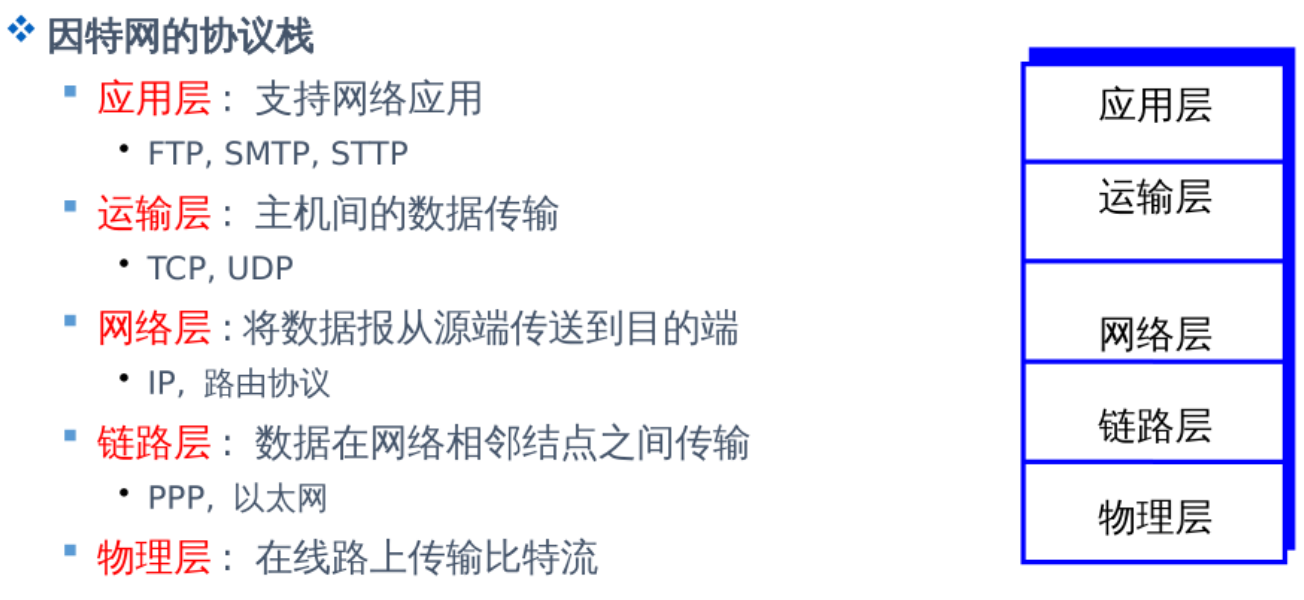 因特网的协议栈
应用层： 支持网络应用
FTP, SMTP, STTP
运输层： 主机间的数据传输
TCP, UDP
网络层 : 将数据报从源端传送到目的端
IP, 路由协议
链路层： 数据在网络相邻结点之间传输
PPP, 以太网
物理层： 在线路上传输比特流
应用层
运输层
网络层
链路层
物理层